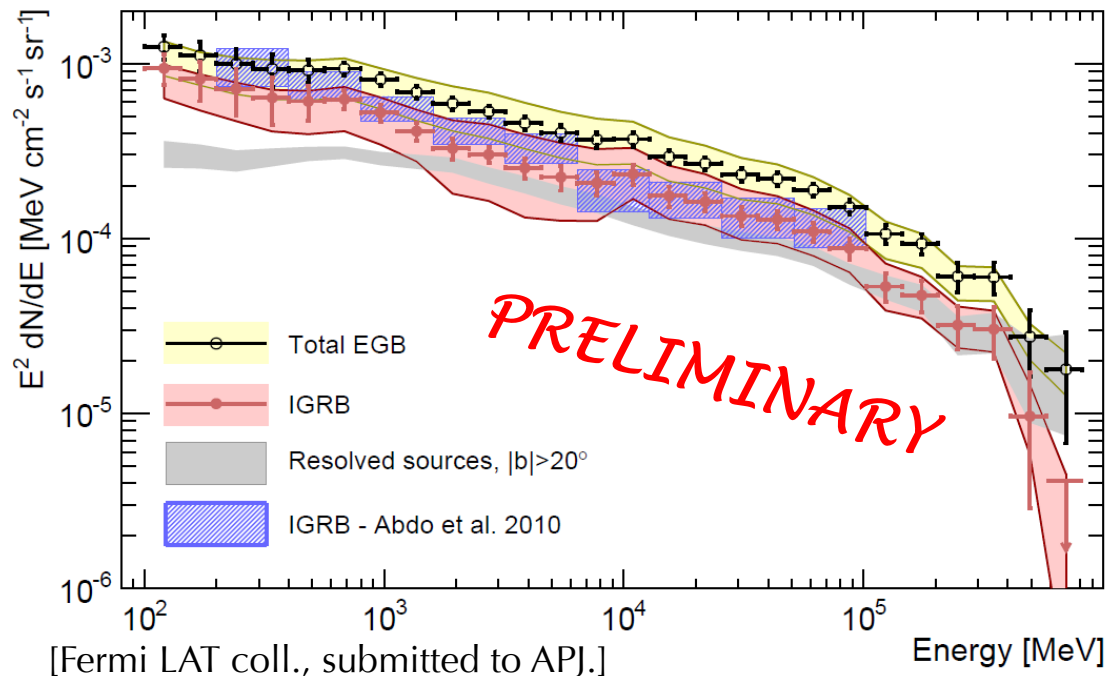 E² dN/dE [MeV cm⁻² s⁻¹ sr⁻¹]
10⁻³
10⁻⁴
10⁻⁵
10⁻⁶
PRELIMINARY
Total EGB
IGRB
Resolved sources, |b|>20°
IGRB - Abdo et al. 2010
10² 10³ 10⁴ 10⁵
Energy [MeV]
[Fermi LAT coll., submitted to APJ.]